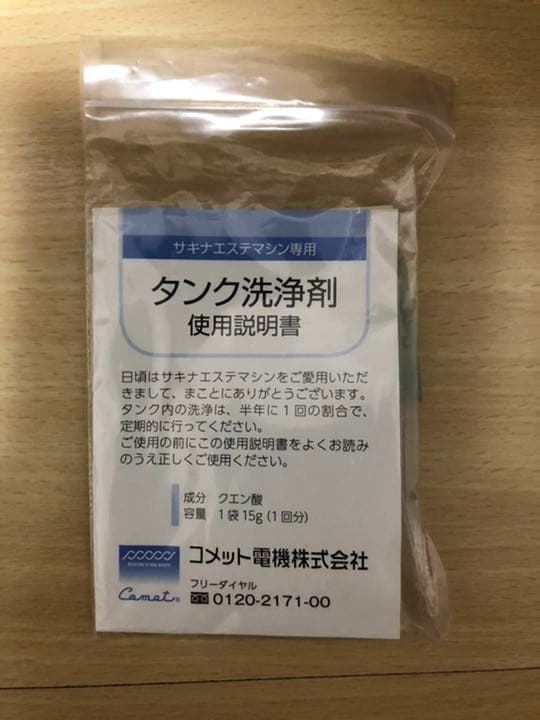 サキナエステマシン専用
タンク洗浄剤
使用説明書
日頃はサキナエステマシンをご愛用いただ
きまして、まことにありがとうございます。
タンク内の洗浄は、半年に1回の割合で、
定期的に行ってください。
ご使用の前にこの使用説明書をよくお読み
のうえ正しくご使用ください。
成分 クエン酸
容量 1袋15g(1回分)
コメット電機株式会社
Comet®
フリーダイヤル
0120-2171-00